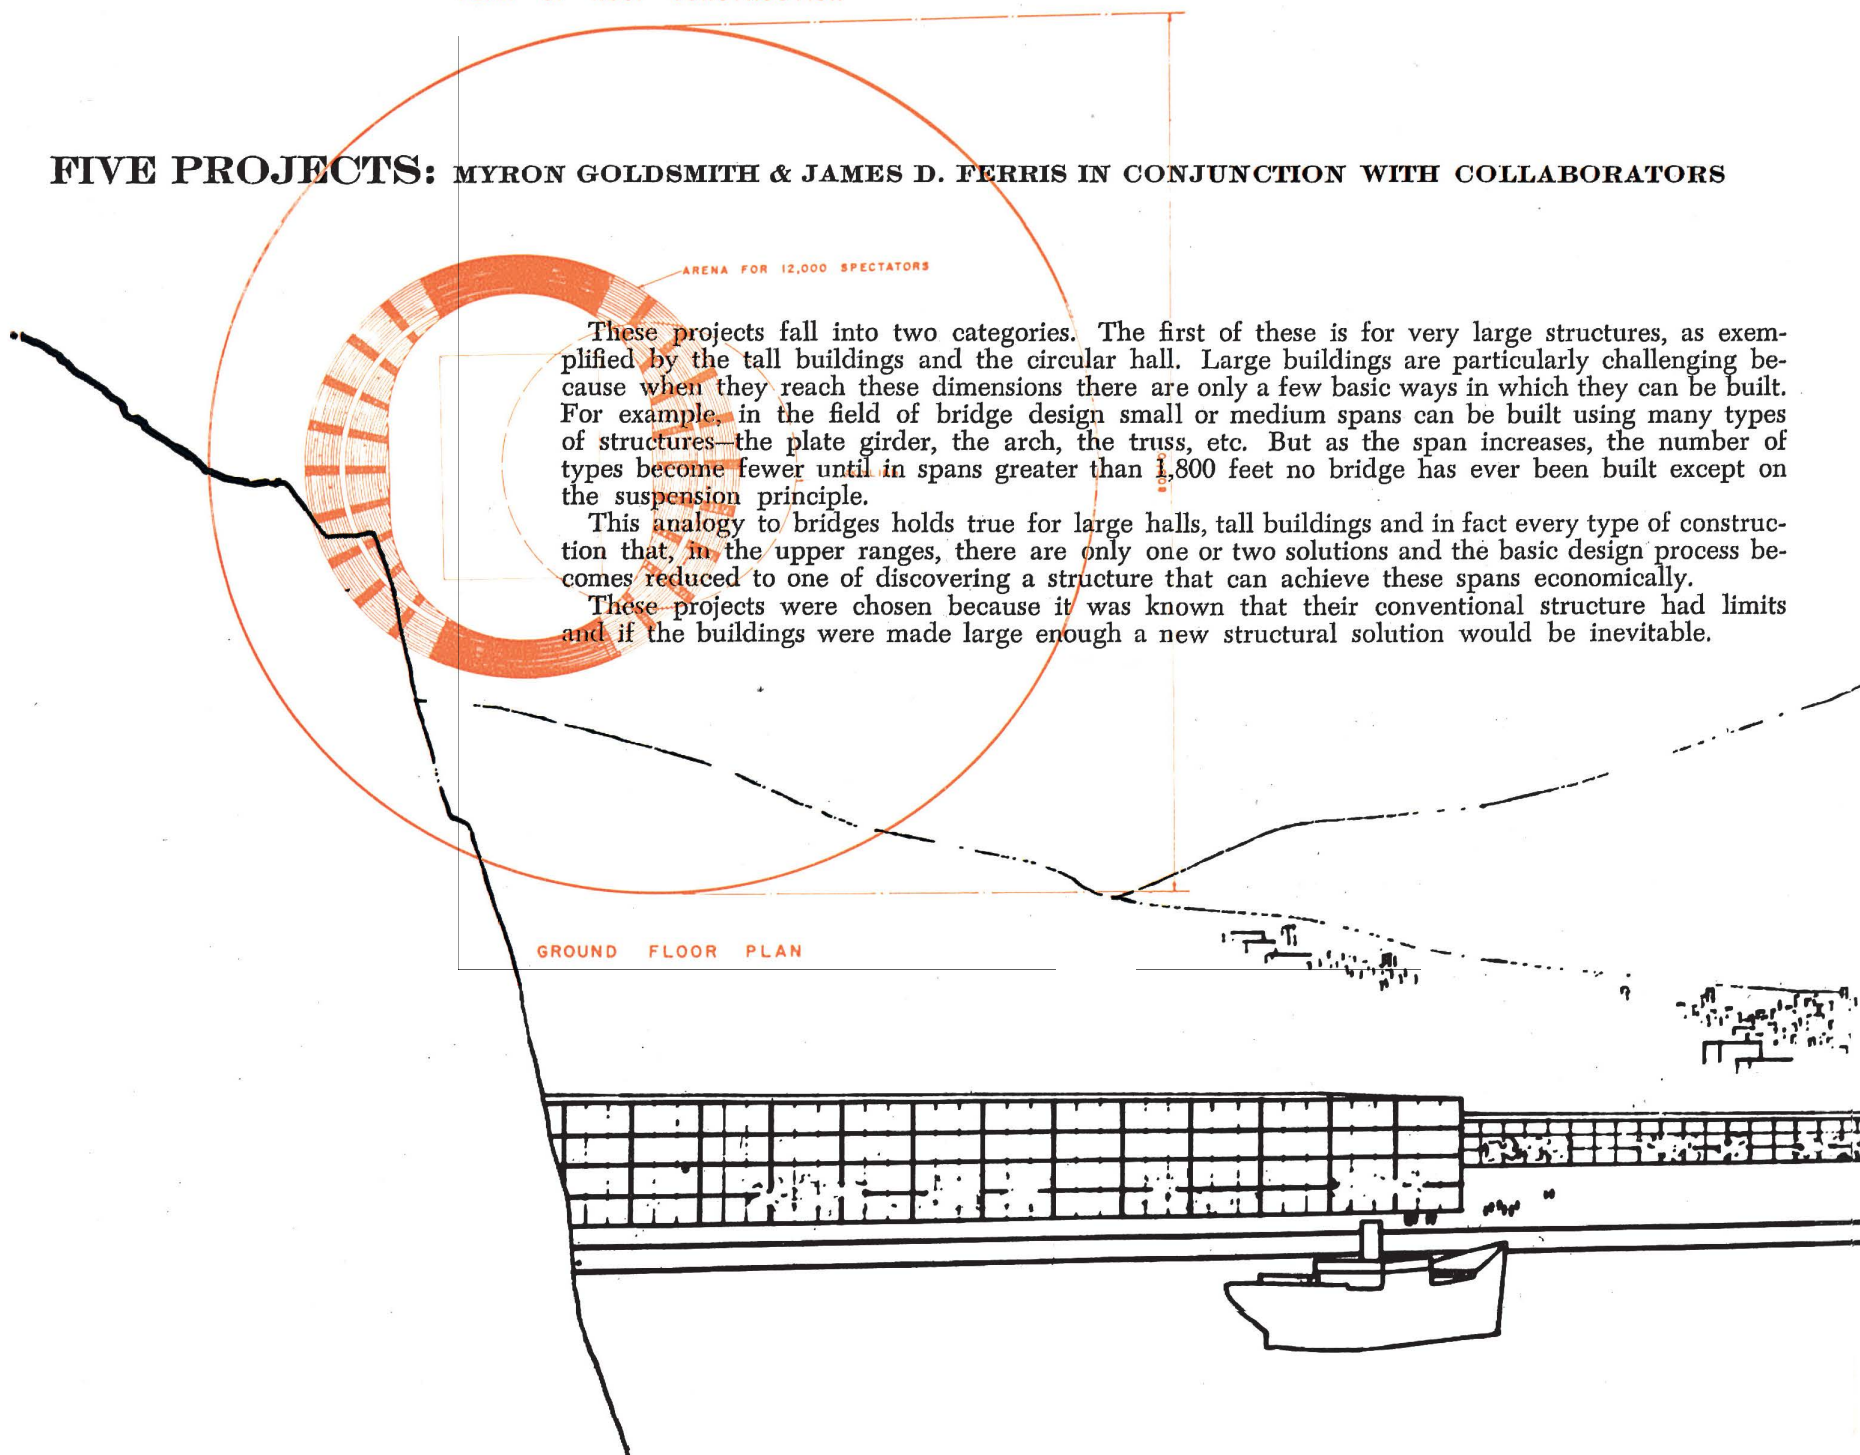 FIVE PROJECTS: MYRON GOLDSMITH & JAMES D. FERRIS IN CONJUNCTION WITH COLLABORATORS
ARENA FOR 12,000 SPECTATORS
These projects fall into two categories. The first of these is for very large structures, as exem-
plified by the tall buildings and the circular hall. Large buildings are particularly challenging be-
cause when they reach these dimensions there are only a few basic ways in which they can be built.
For example, in the field of bridge design small or medium spans can be built using many types
of structures—the plate girder, the arch, the truss, etc. But as the span increases, the number of
types become fewer until in spans greater than 1,800 feet no bridge has ever been built except on
the suspension principle.
This analogy to bridges holds true for large halls, tall buildings and in fact every type of construc-
tion that, in the upper ranges, there are only one or two solutions and the basic design process be-
comes reduced to one of discovering a structure that can achieve these spans economically.
These projects were chosen because it was known that their conventional structure had limits
and if the buildings were made large enough a new structural solution would be inevitable.
GROUND FLOOR PLAN